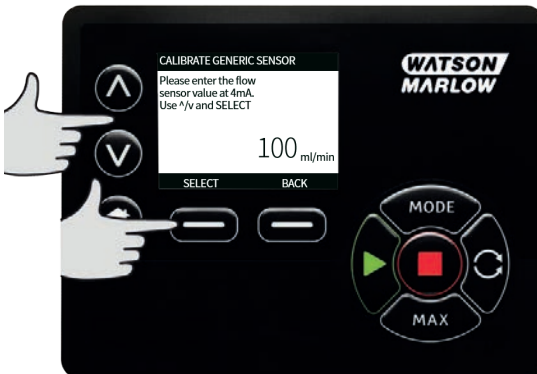 CALIBRATE GENERIC SENSOR
Please enter the flow
sensor value at 4mA.
Use ^/v and SELECT
100 ml/min
SELECT BACK
WATSON
MARLOW
MODE
MAX